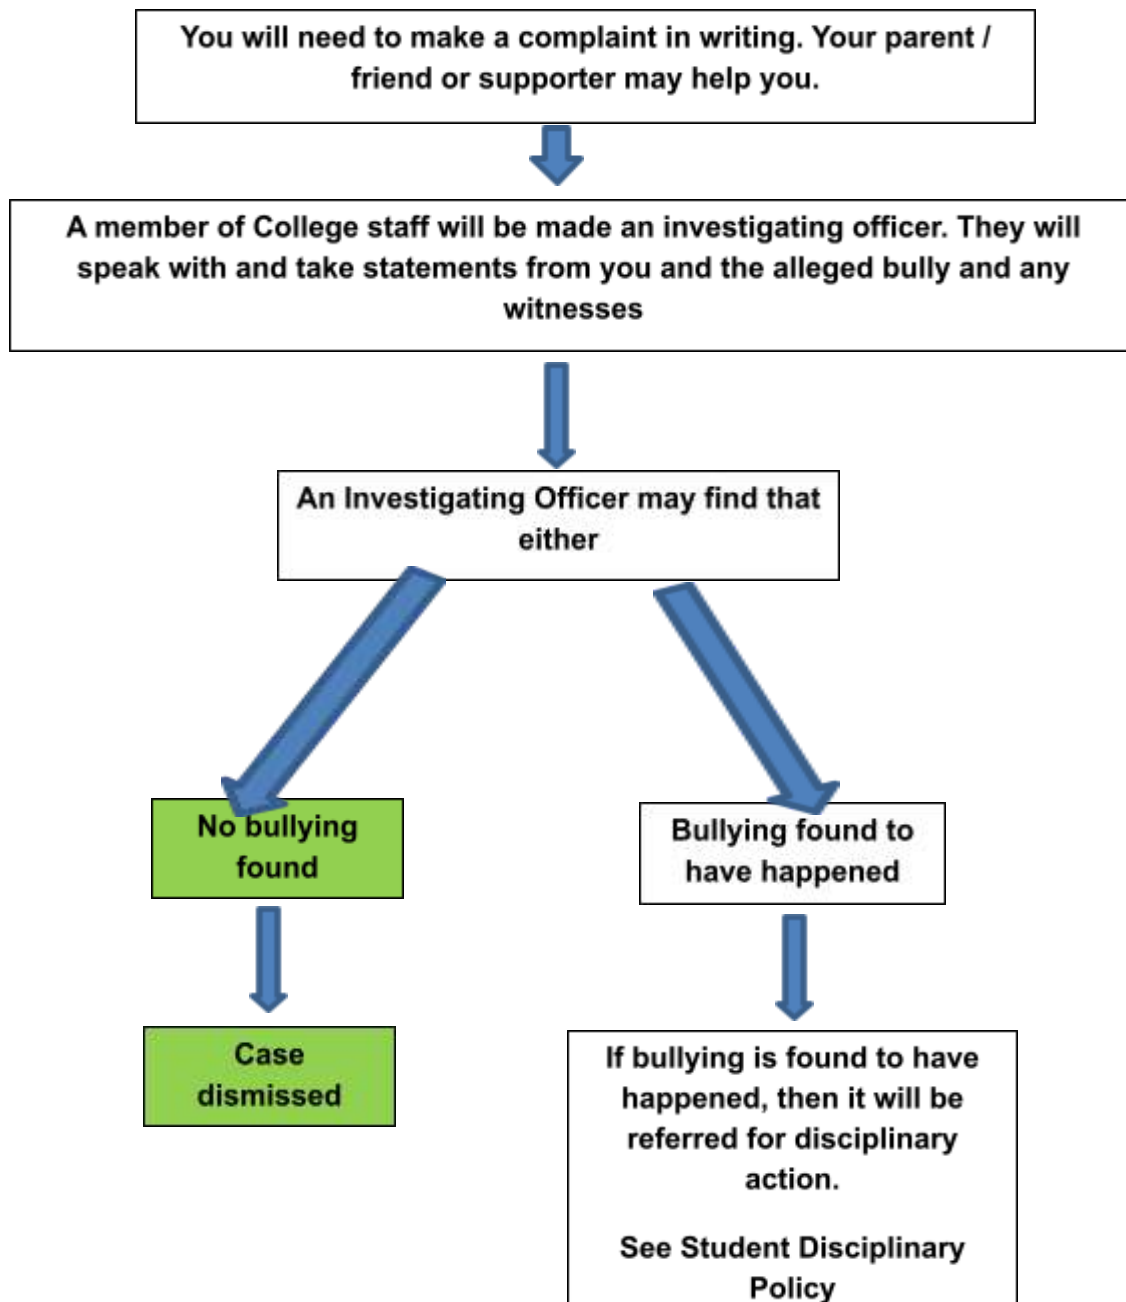 You will need to make a complaint in writing. Your parent /
friend or supporter may help you.
A member of College staff will be made an investigating officer. They will
speak with and take statements from you and the alleged bully and any
witnesses
An Investigating Officer may find that
either
No bullying
found
Bullying found to
have happened
Case
dismissed
If bullying is found to have
happened, then it will be
referred for disciplinary
action.
See Student Disciplinary
Policy